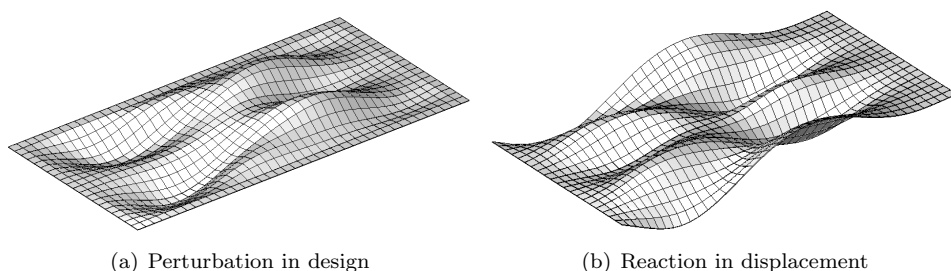 (a) Perturbation in design
(b) Reaction in displacement